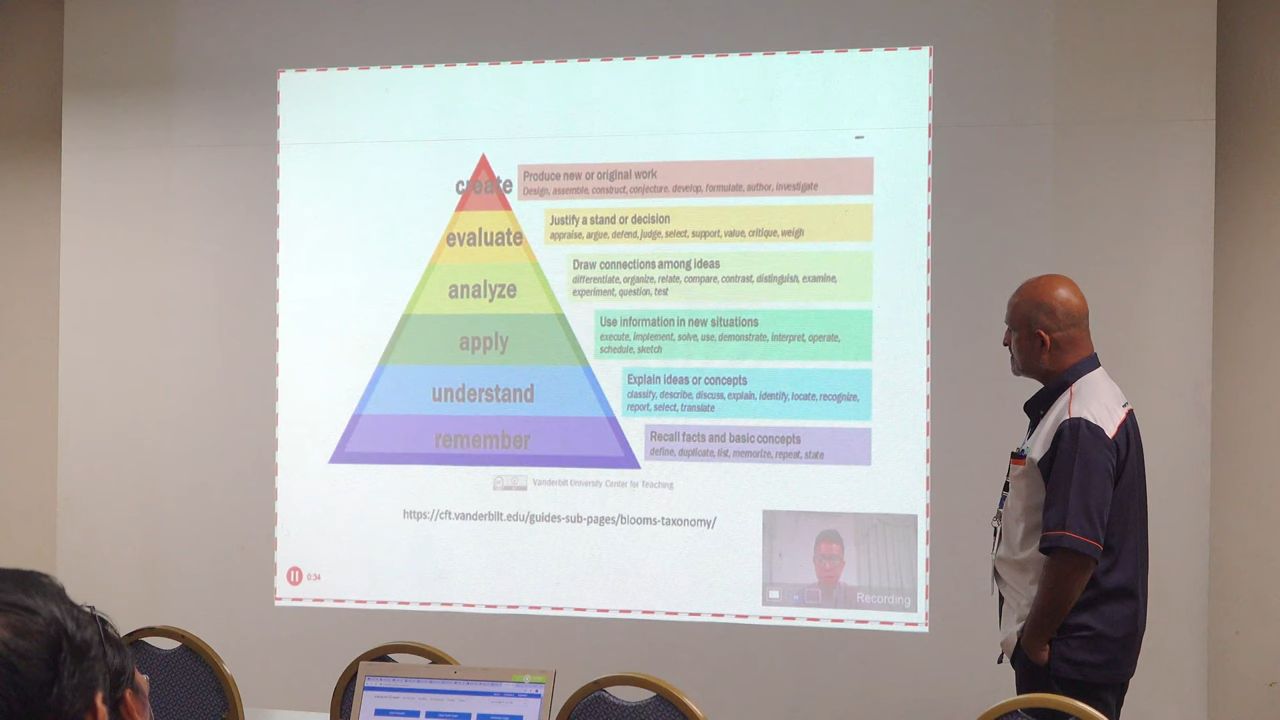 create
Produce new or original work
Design, assemble, construct, conjecture, develop, formulate, author, investigate
evaluate
Justify a stand or decision
appraise, argue, defend, judge, select, support, value, critique, weigh
analyze
Draw connections among ideas
differentiate, organize, relate, compare, contrast, distinguish, examine,
experiment, question, test
apply
Use information in new situations
execute, implement, solve, use, demonstrate, interpret, operate,
schedule, sketch
understand
Explain ideas or concepts
classify, describe, discuss, explain, identify, locate, recognize,
report, select, translate
remember
Recall facts and basic concepts
define, duplicate, list, memorize, repeat, state
Vanderbilt University Center for Teaching
https://cft.vanderbilt.edu/guides-sub-pages/blooms-taxonomy/
0:34
Recording